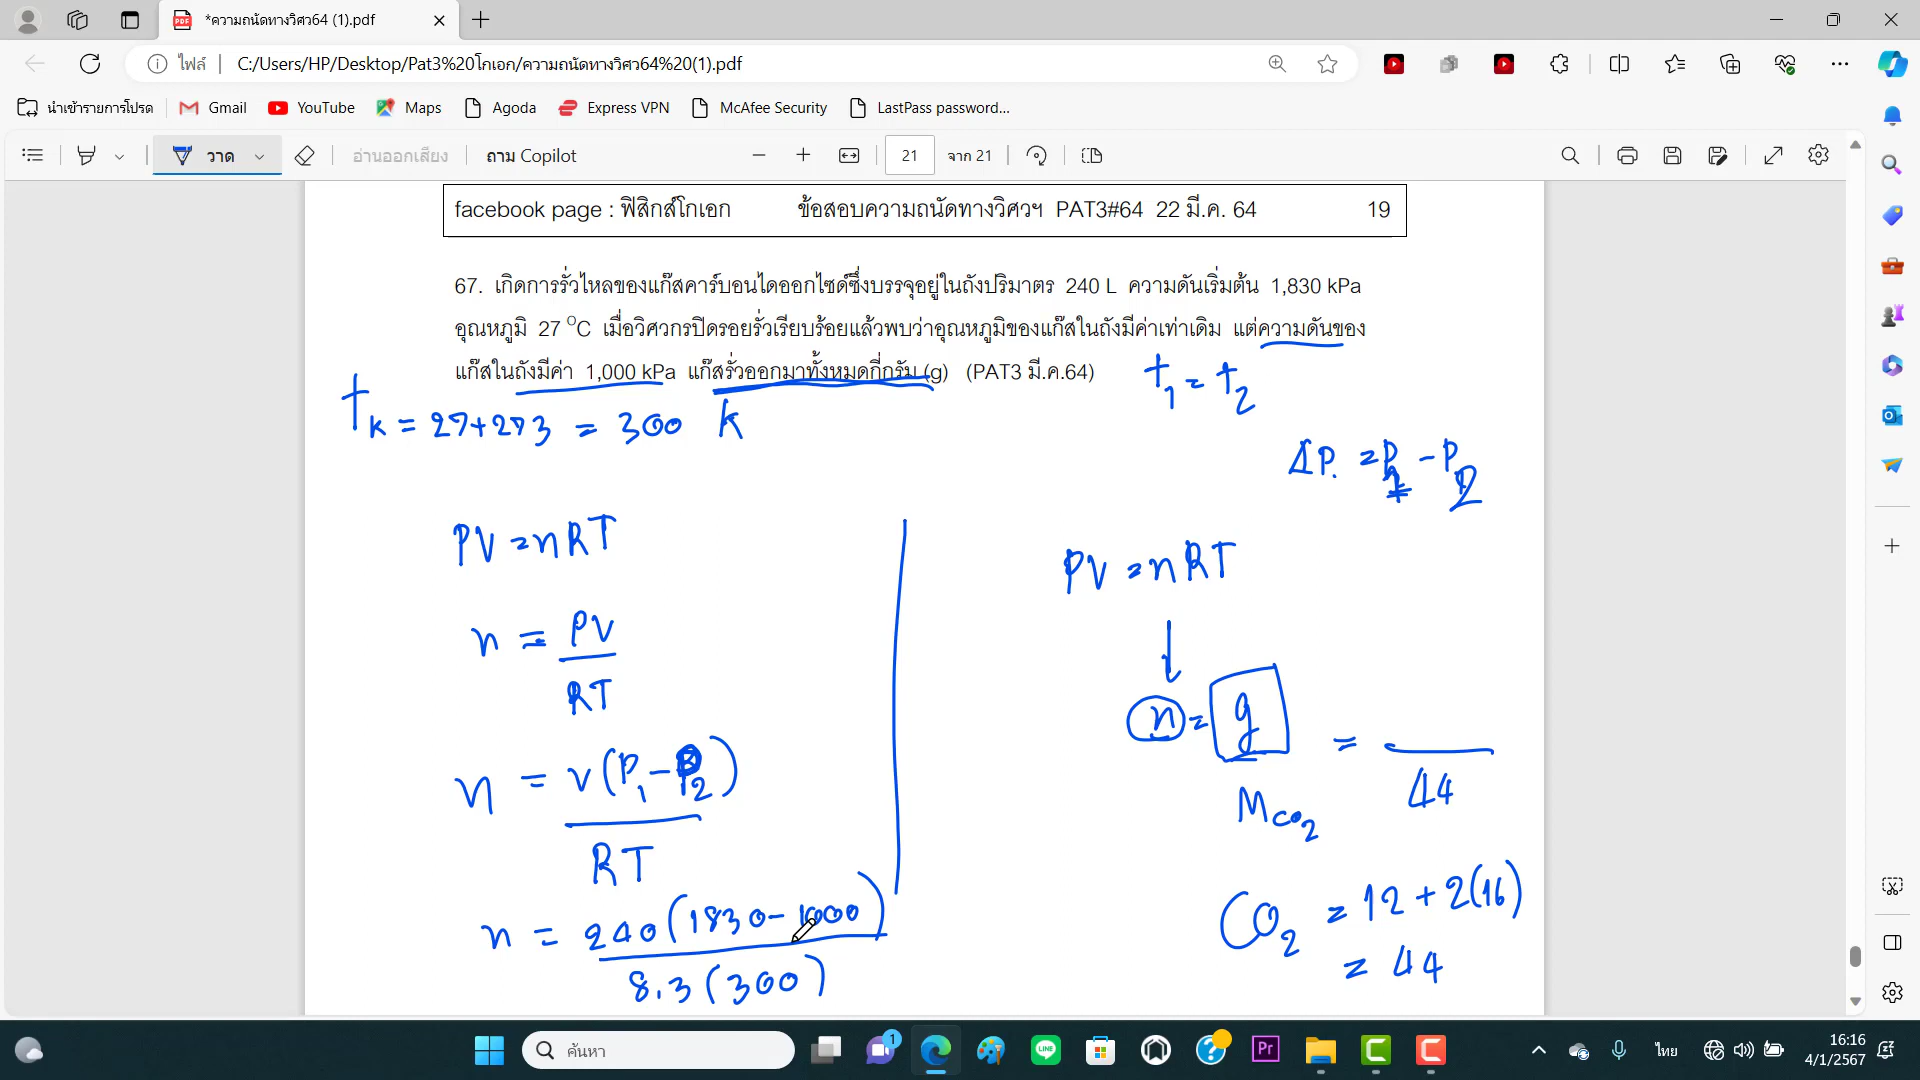 *ความถนัดทางวิศว64 (1).pdf
ไฟล์ C:/Users/HP/Desktop/Pat3%20โกเอก/ความถนัดทางวิศว64%20(1).pdf
นำเข้ารายการโปรด Gmail YouTube Maps Agoda Express VPN McAfee Security LastPass password...
วาด อ่านออกเสียง ถาม Copilot 21 จาก 21
facebook page : ฟิสิกส์โกเอก ข้อสอบความถนัดทางวิศวฯ PAT3#64 22 มี.ค. 64 19
67. เกิดการรั่วไหลของแก๊สคาร์บอนไดออกไซด์ซึ่งบรรจุอยู่ในถังปริมาตร 240 L ความดันเริ่มต้น 1,830 kPa
อุณหภูมิ 27 °C เมื่อวิศวกรปิดรอยรั่วเรียบร้อยแล้วพบว่าอุณหภูมิของแก๊สในถังมีค่าเท่าเดิม แต่ความดันของ
แก๊สในถังมีค่า 1,000 kPa แก๊สรั่วออกมาทั้งหมดกี่กรัม (g) (PAT3 มี.ค.64)
t₁ = t₂
tₖ = 27+273 = 300 k
ΔP = P₁ - P₂
PV = nRT
n = PV
RT
n = v(P₁ - P₂)
RT
n = 240(1830-1000)
8.3(300)
PV = nRT
n = g =
M CO₂ 44
CO₂ = 12 + 2(16)
= 44
ค้นหา
1
Pr
ไทย
16:16
4/1/2567